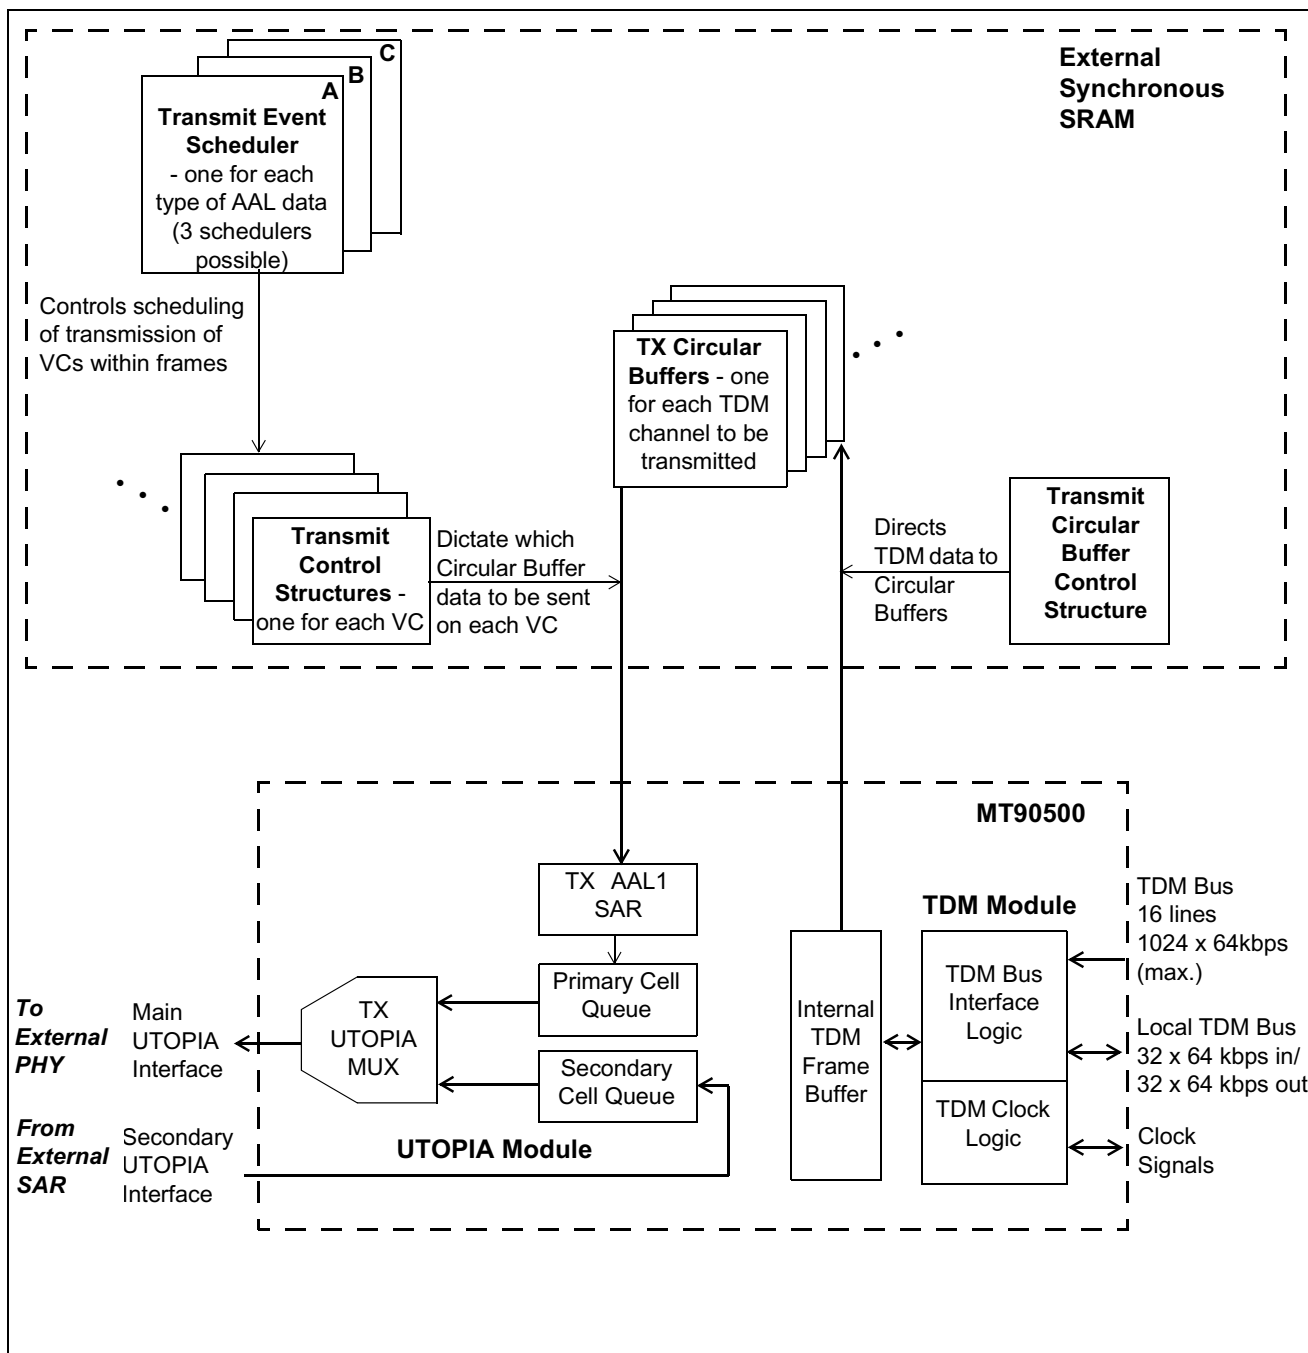 External
Synchronous
SRAM
C
B
A
Transmit Event
Scheduler
- one for each
type of AAL data
(3 schedulers
possible)
Controls scheduling
of transmission of
VCs within frames
TX Circular
Buffers - one
for each TDM
channel to be
transmitted
Transmit
Control
Structures -
one for each VC
Dictate which
Circular Buffer
data to be sent
on each VC
Directs
TDM data to
Circular
Buffers
Transmit
Circular
Buffer
Control
Structure
MT90500
TX AAL1
SAR
Primary Cell
Queue
Secondary
Cell Queue
TX
UTOPIA
MUX
UTOPIA Module
To
External
PHY
Main
UTOPIA
Interface
From
External
SAR
Secondary
UTOPIA
Interface
Internal
TDM
Frame
Buffer
TDM Module
TDM Bus
Interface
Logic
TDM Clock
Logic
TDM Bus
16 lines
1024 x 64kbps
(max.)
Local TDM Bus
32 x 64 kbps in/
32 x 64 kbps out
Clock
Signals